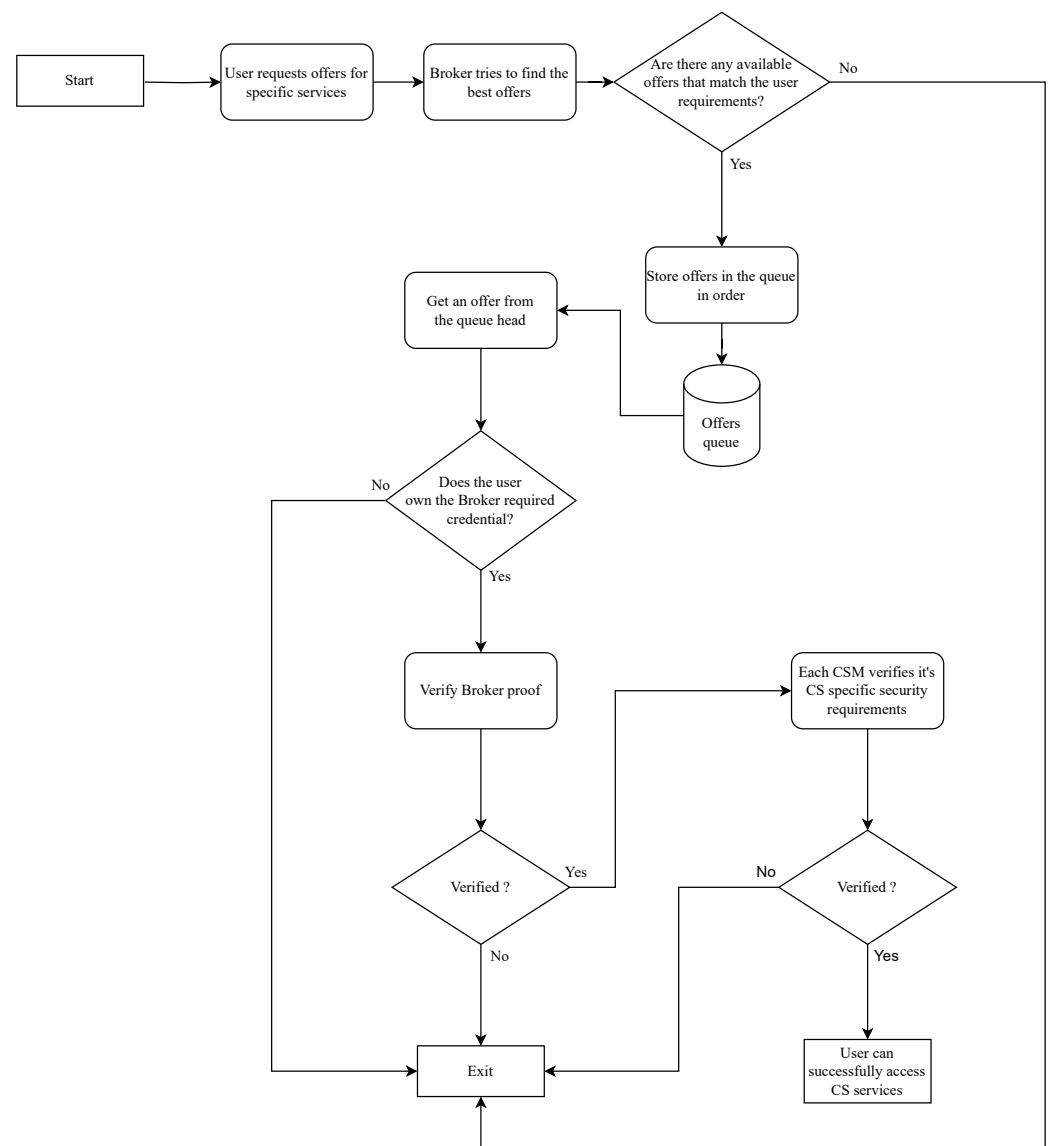 Start
User requests offers for
specific services
Broker tries to find the
best offers
Are there any available
offers that match the user
requirements?
No
Yes
Store offers in the queue
in order
Get an offer from
the queue head
Offers
queue
Does the user
own the Broker required
credential?
No
Yes
Verify Broker proof
Each CSM verifies it's
CS specific security
requirements
Verified ?
Yes
No
Verified ?
No
Yes
Exit
User can
successfully access
CS services